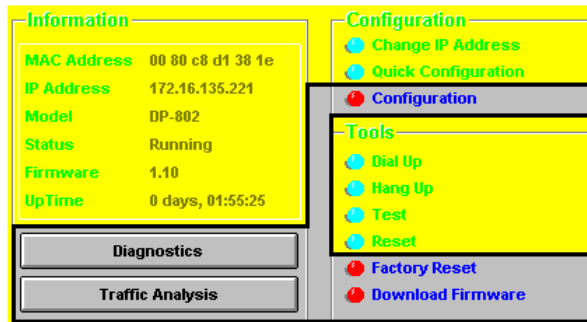 Information
MAC Address 00 80 c8 d1 38 1e
IP Address 172.16.135.221
Model DP-802
Status Running
Firmware 1.10
UpTime 0 days, 01:55:25
Diagnostics
Traffic Analysis
Configuration
Change IP Address
Quick Configuration
Configuration
Tools
Dial Up
Hang Up
Test
Reset
Factory Reset
Download Firmware